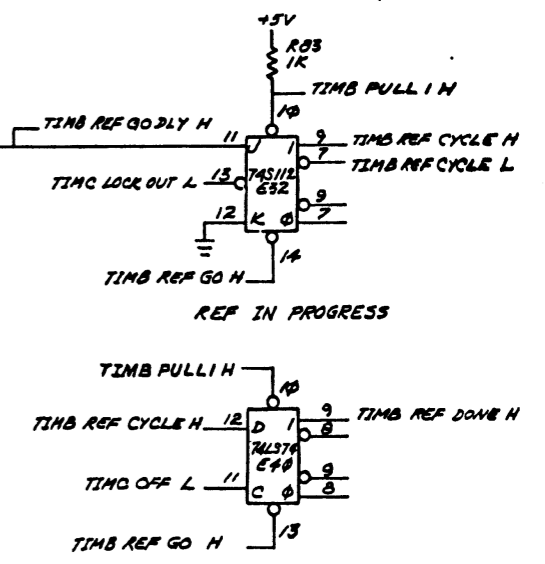 +5V
R83
1K
TIMB PULL 1 H
10
TIMB REF GO DLY H
11 J 1 9 TIMB REF CYCLE H
7 TIMB REF CYCLE L
TIMC LOCK OUT L 13 74S112
E32
9
12 K 0 7
14
TIMB REF GO H
REF IN PROGRESS
TIMB PULL1 H
10
TIMB REF CYCLE H 12 D 1 9 TIMB REF DONE H
8
74LS74
E40
9
TIMC OFF L 11 C 0 8
13
TIMB REF GO H